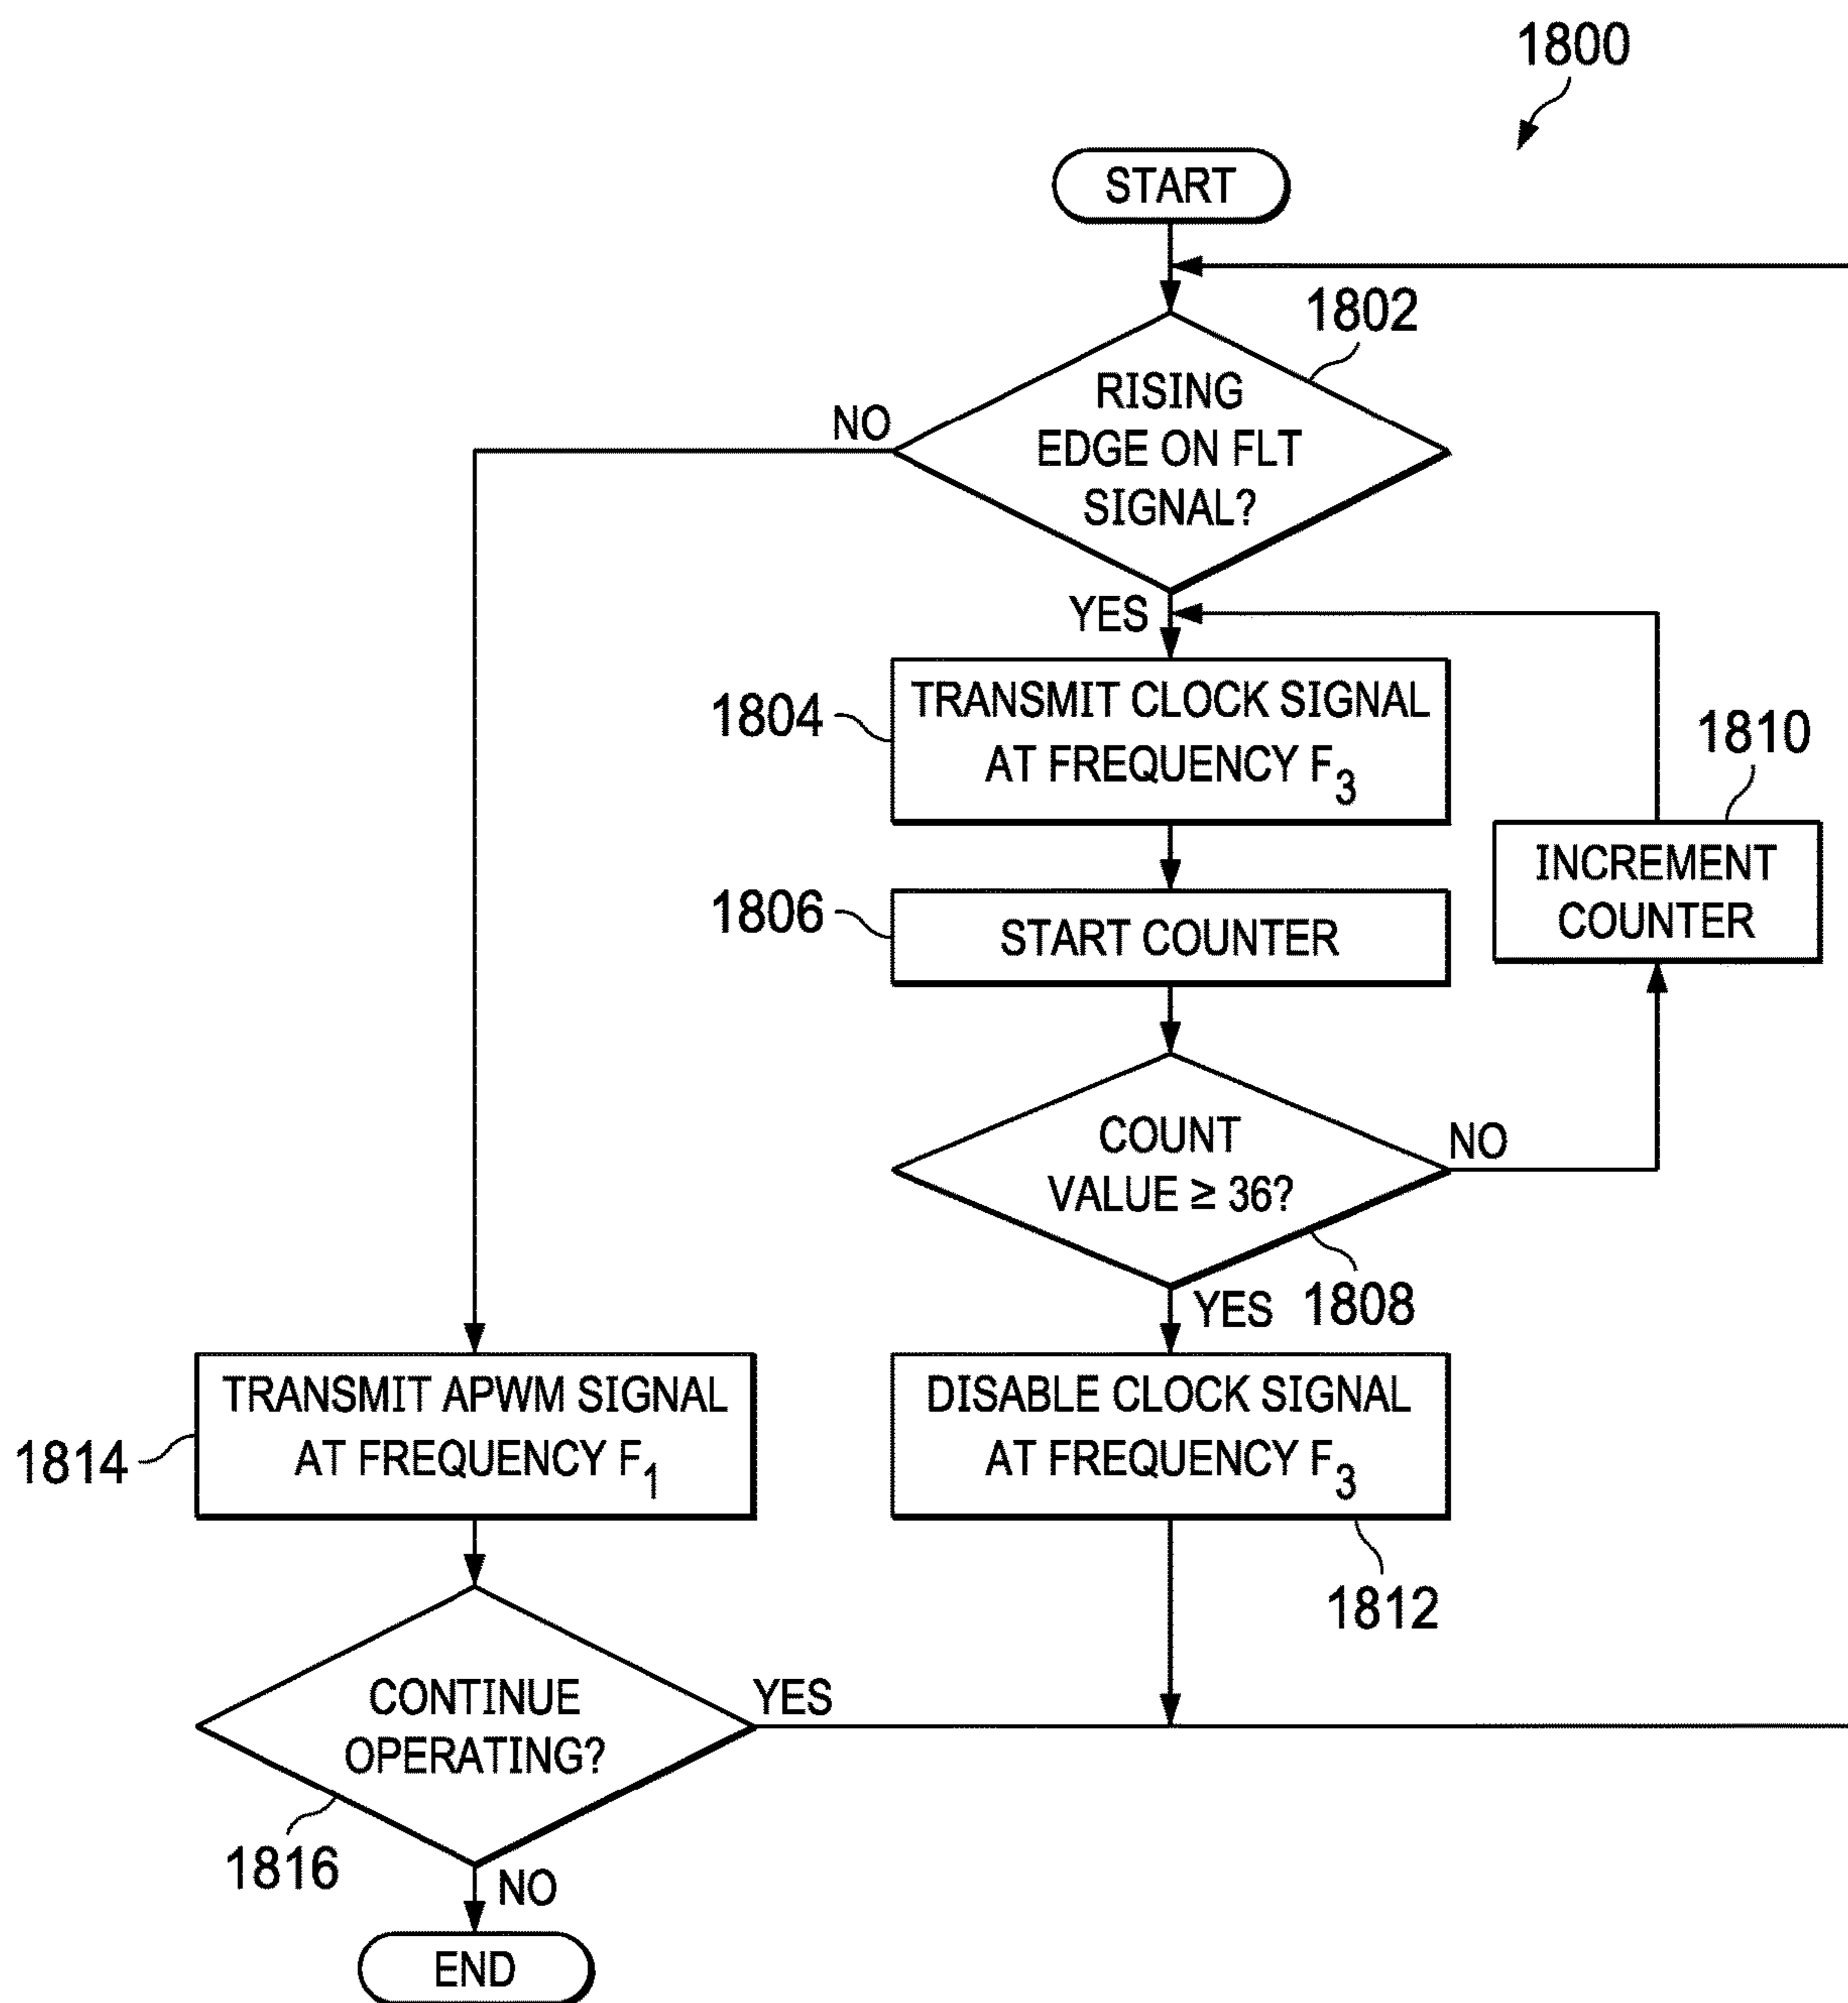 1800
START
1802
RISING
EDGE ON FLT
SIGNAL?
NO
YES
1804
TRANSMIT CLOCK SIGNAL
AT FREQUENCY F3
1810
INCREMENT
COUNTER
1806
START COUNTER
COUNT
VALUE ≥ 36?
NO
YES
1808
TRANSMIT APWM SIGNAL
AT FREQUENCY F1
1814
DISABLE CLOCK SIGNAL
AT FREQUENCY F3
1812
CONTINUE
OPERATING?
YES
1816
NO
END